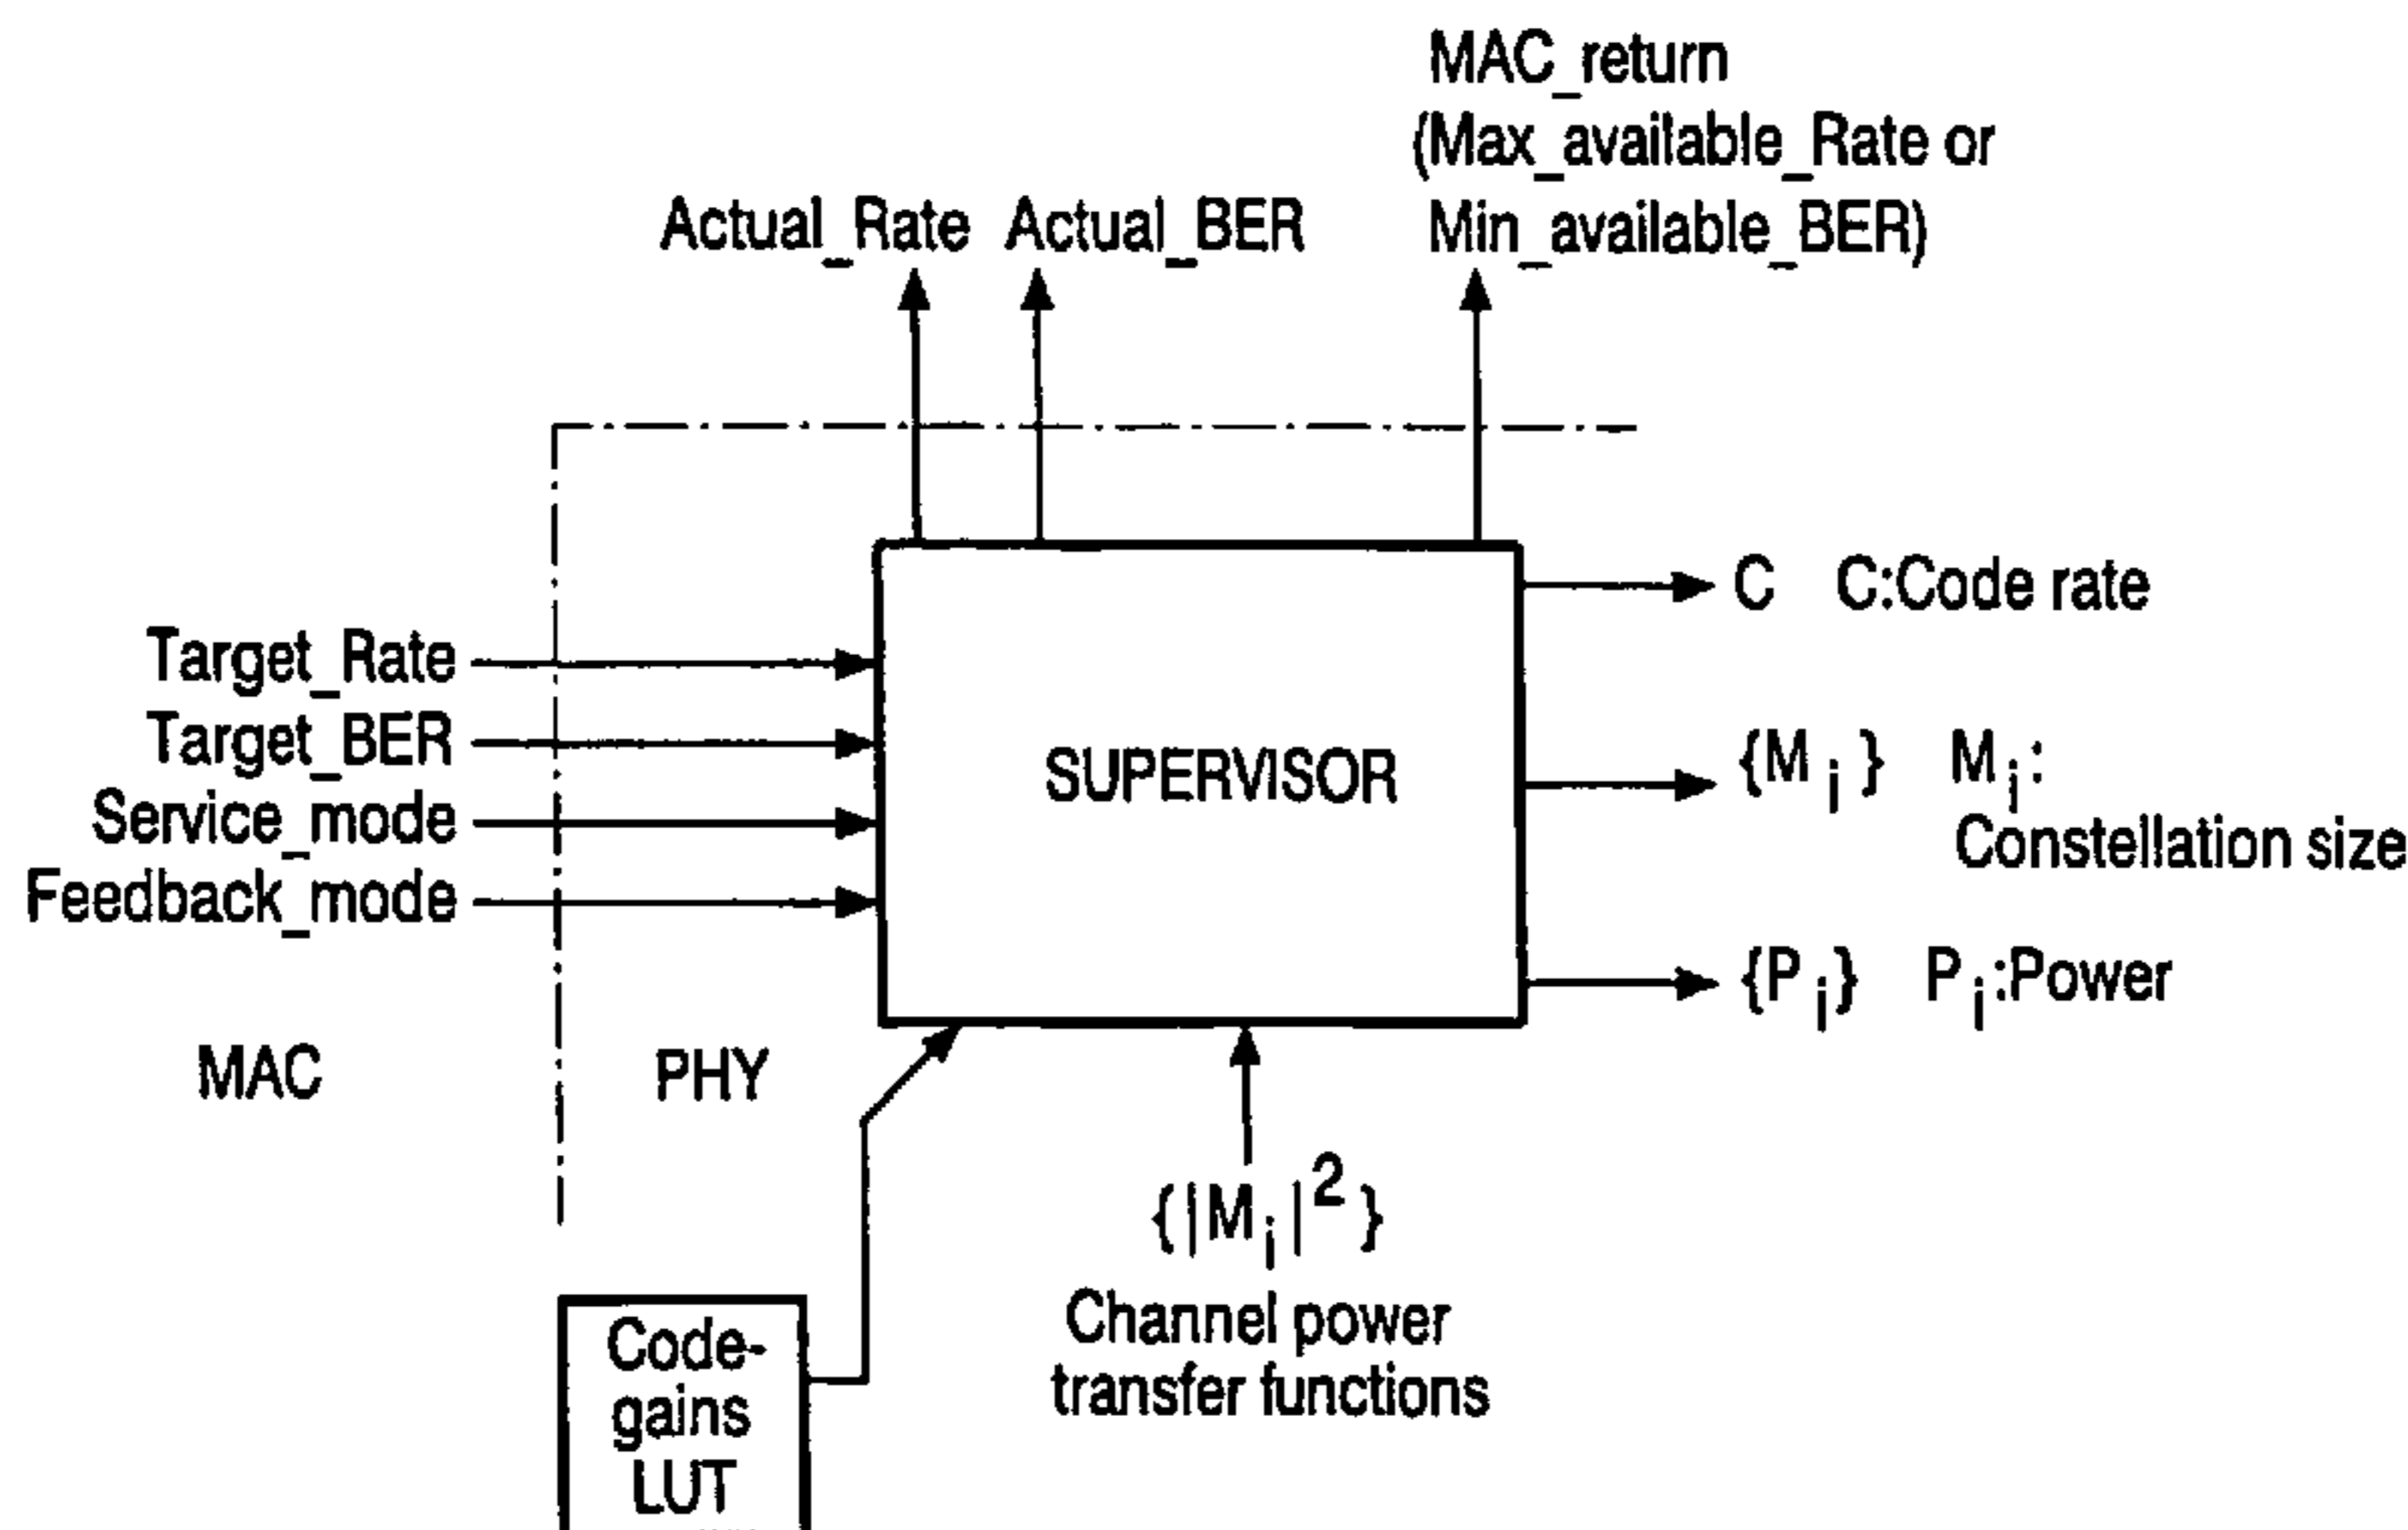 MAC_return
(Max_available_Rate or
Min_available_BER)
Actual_Rate Actual_BER
C C:Code rate
Target_Rate
Target_BER
Service_mode
Feedback_mode
SUPERVISOR
{M i } M i :
Constellation size
{P i } P i :Power
MAC
PHY
{|M i |2}
Channel power
transfer functions
Code-
gains
LUT